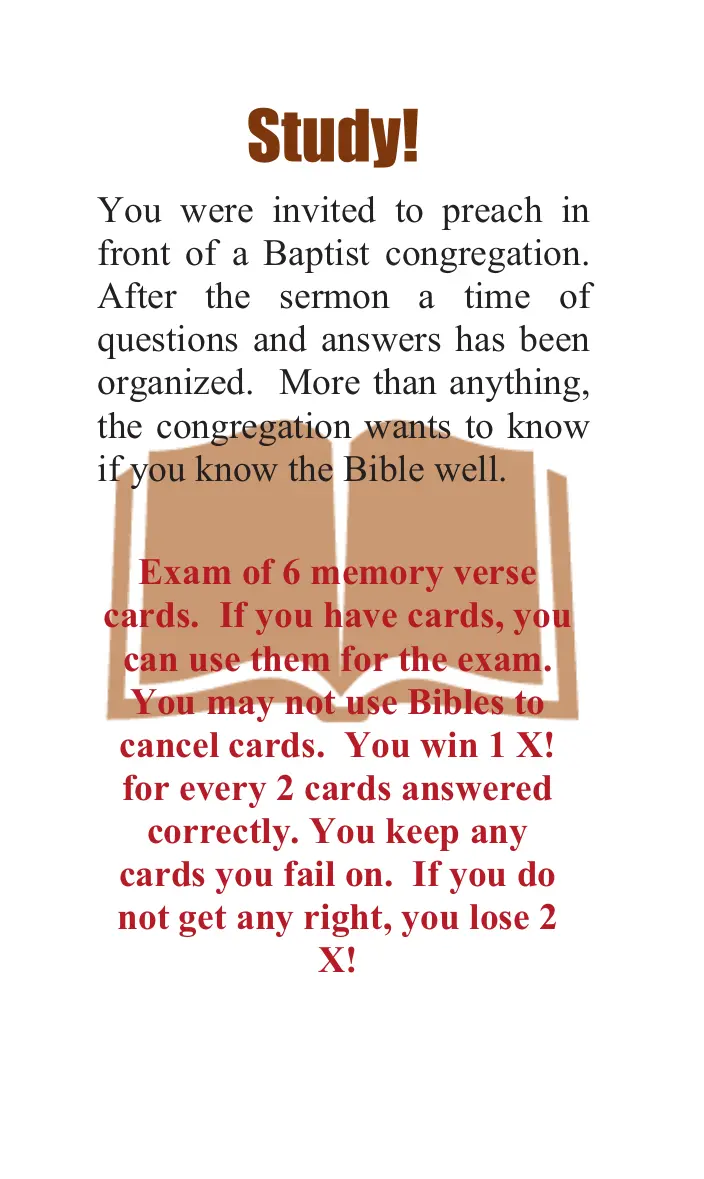 Study!
You were invited to preach in
front of a Baptist congregation.
After the sermon a time of
questions and answers has been
organized.  More than anything,
the congregation wants to know
if you know the Bible well.
Exam of 6 memory verse
cards.  If you have cards, you
can use them for the exam.
You may not use Bibles to
cancel cards.  You win 1 X!
for every 2 cards answered
correctly. You keep any
cards you fail on.  If you do
not get any right, you lose 2
X!